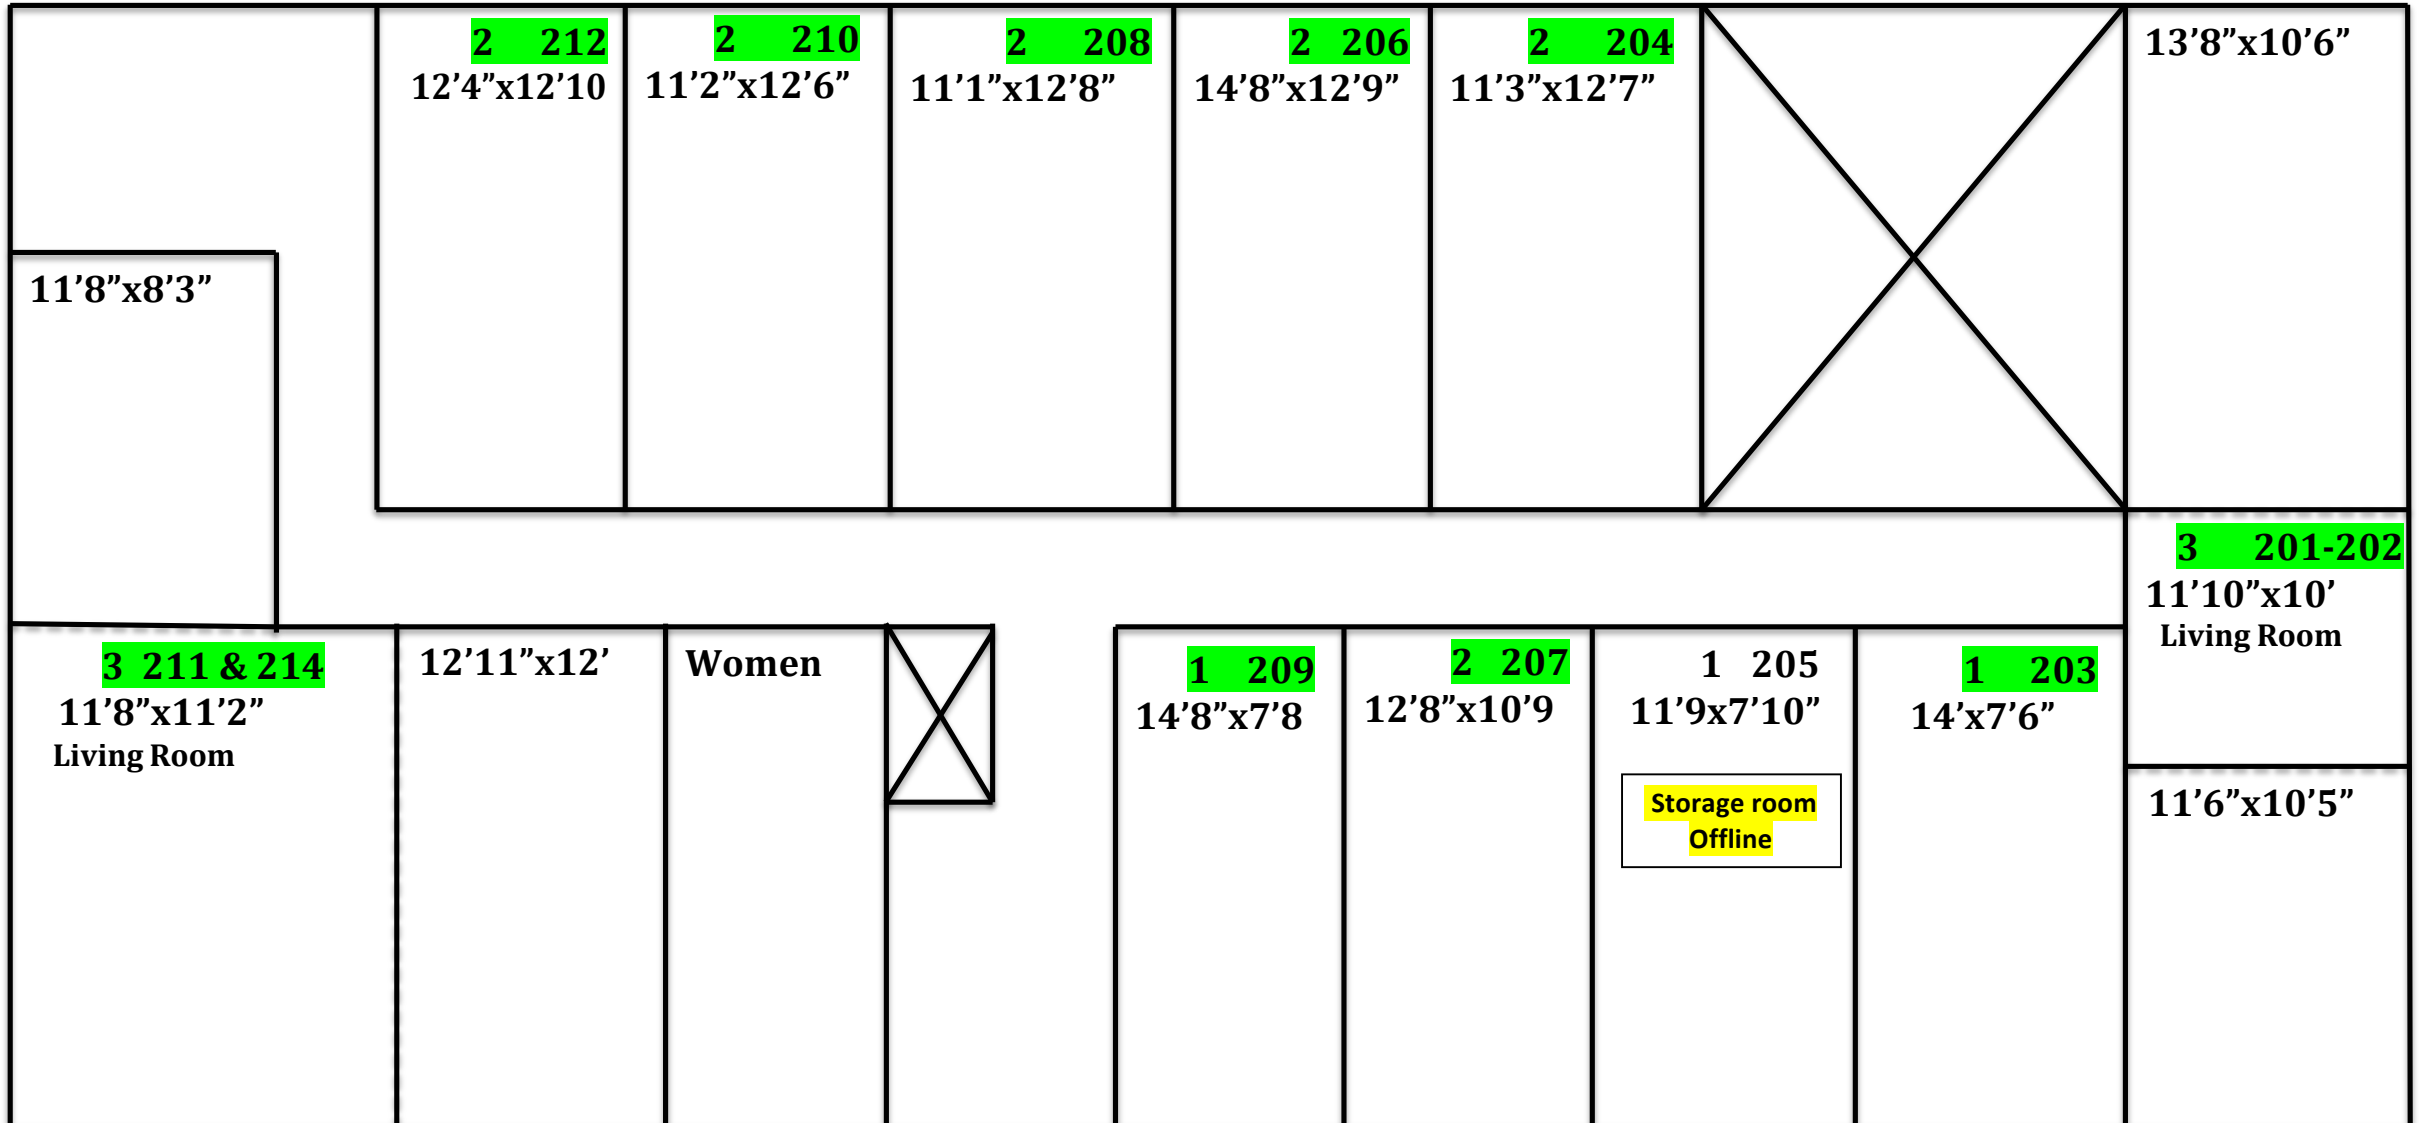 2 212
12’4”x12’10
2 210
11’2”x12’6”
2 208
11’1”x12’8”
2 206
14’8”x12’9”
2 204
11’3”x12’7”
13’8”x10’6”
11’8”x8’3”
3 201-202
11’10”x10’
Living Room
3 211 & 214
11’8”x11’2”
Living Room
12’11”x12’
Women
1 209
14’8”x7’8
2 207
12’8”x10’9
1 205
11’9x7’10”
Storage room
Offline
1 203
14’x7’6”
11’6”x10’5”